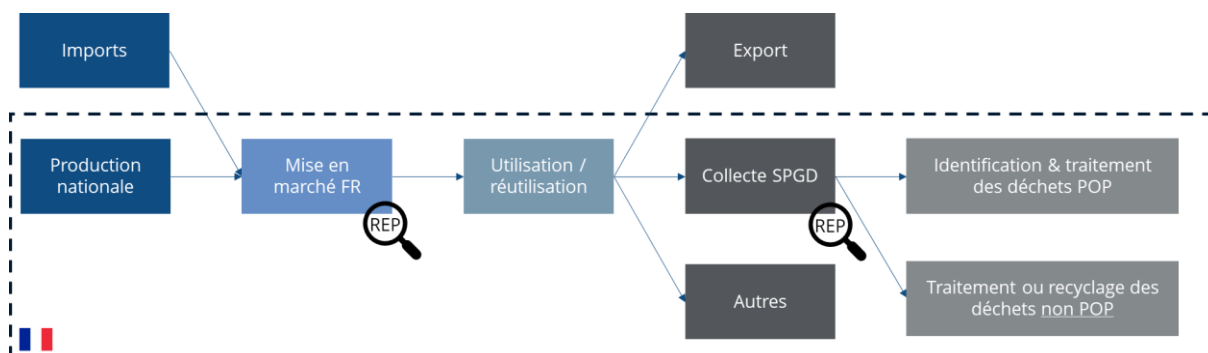 Imports
Export
Production
nationale
Mise en
marché FR
REP
Utilisation /
réutilisation
Collecte SPGD
REP
Identification & traitement
des déchets POP
Autres
Traitement ou recyclage des
déchets non POP